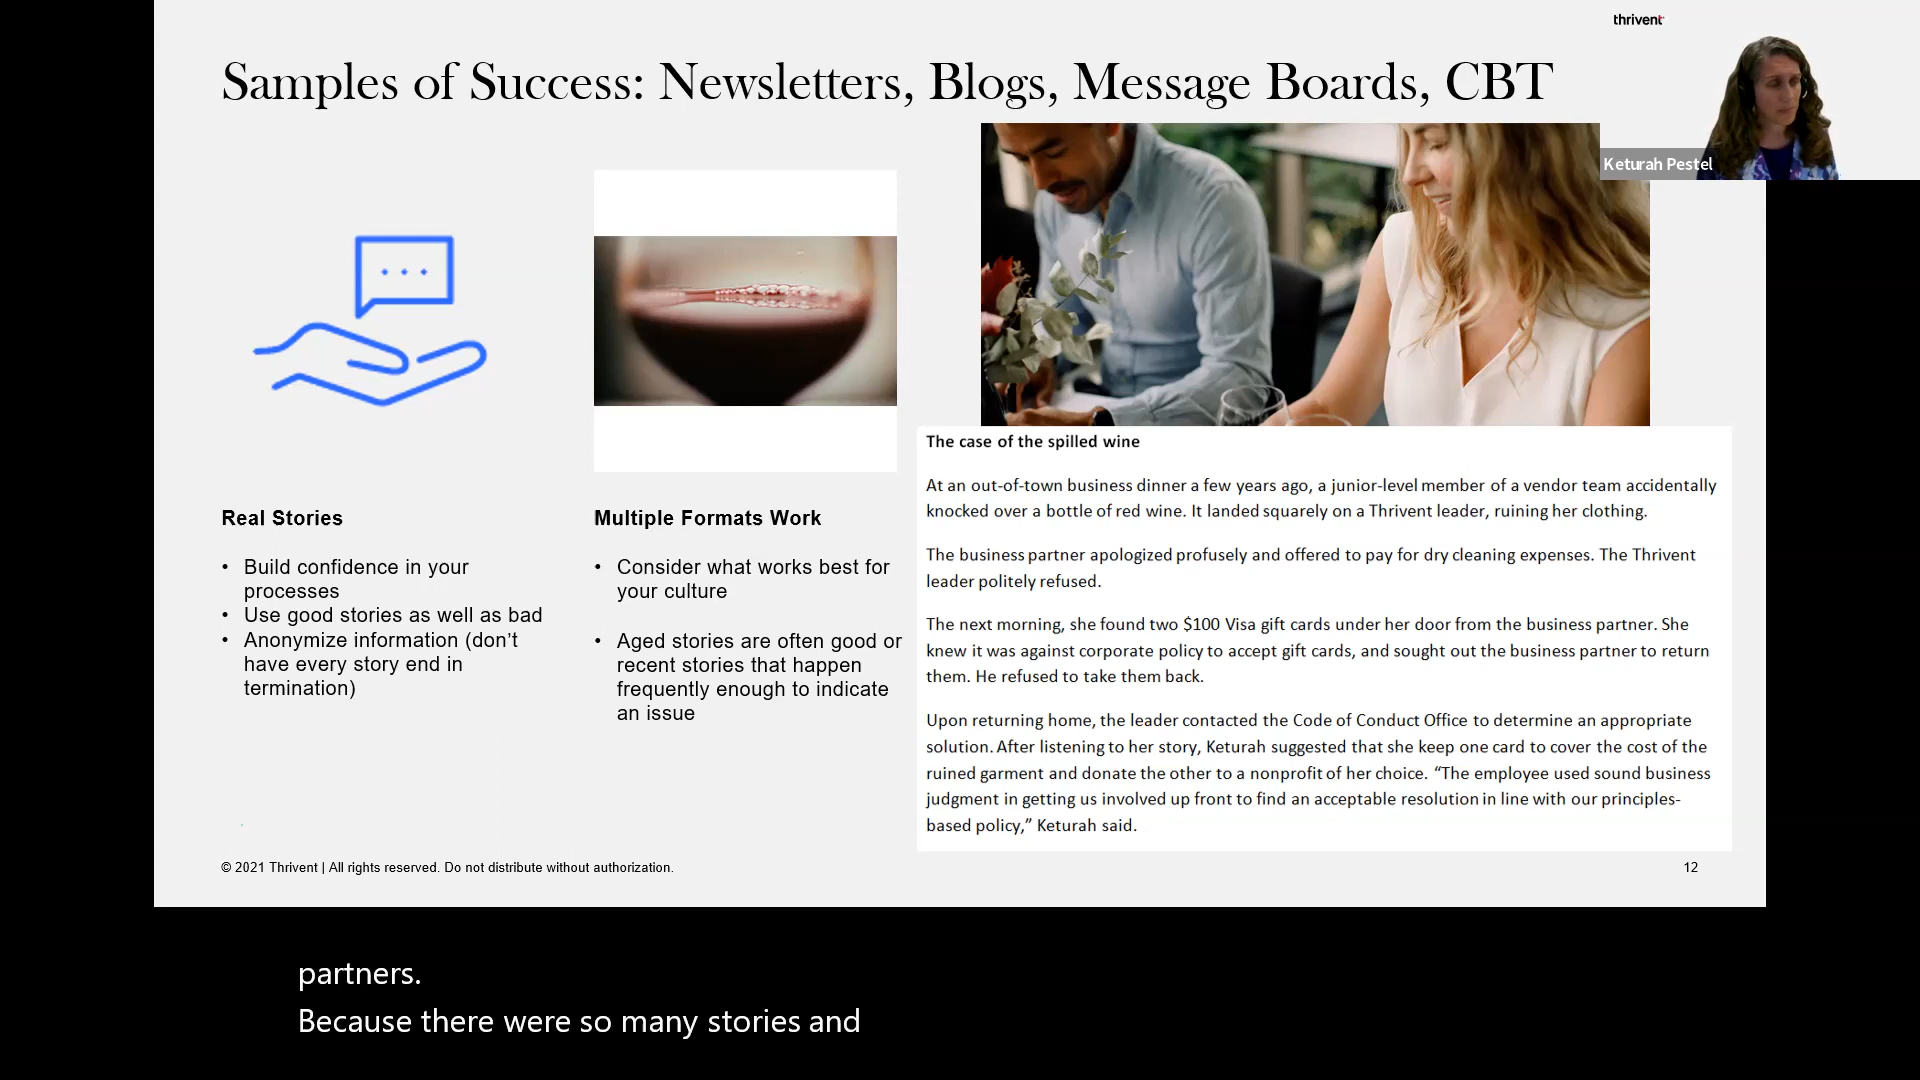 thrivent
Samples of Success: Newsletters, Blogs, Message Boards, CBT
Keturah Pestel
Real Stories
• Build confidence in your
processes
• Use good stories as well as bad
• Anonymize information (don’t
have every story end in
termination)
Multiple Formats Work
• Consider what works best for
your culture
• Aged stories are often good or
recent stories that happen
frequently enough to indicate
an issue
The case of the spilled wine
At an out-of-town business dinner a few years ago, a junior-level member of a vendor team accidentally
knocked over a bottle of red wine. It landed squarely on a Thrivent leader, ruining her clothing.
The business partner apologized profusely and offered to pay for dry cleaning expenses. The Thrivent
leader politely refused.
The next morning, she found two $100 Visa gift cards under her door from the business partner. She
knew it was against corporate policy to accept gift cards, and sought out the business partner to return
them. He refused to take them back.
Upon returning home, the leader contacted the Code of Conduct Office to determine an appropriate
solution. After listening to her story, Keturah suggested that she keep one card to cover the cost of the
ruined garment and donate the other to a nonprofit of her choice. “The employee used sound business
judgment in getting us involved up front to find an acceptable resolution in line with our principles-
based policy,” Keturah said.
© 2021 Thrivent | All rights reserved. Do not distribute without authorization.
12
partners.
Because there were so many stories and